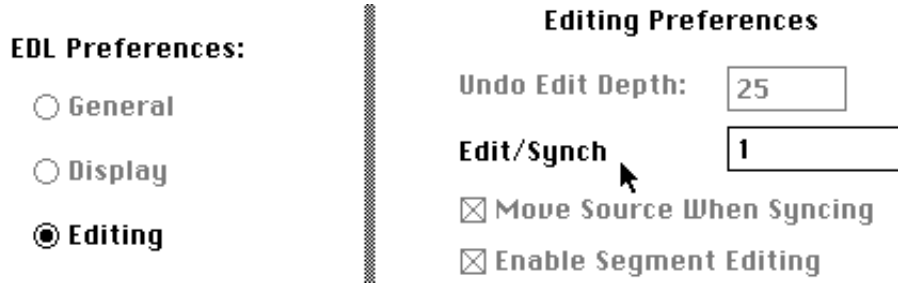 EDL Preferences:
General
Display
Editing
Editing Preferences
Undo Edit Depth: 25
Edit/Synch 1
Move Source When Syncing
Enable Segment Editing